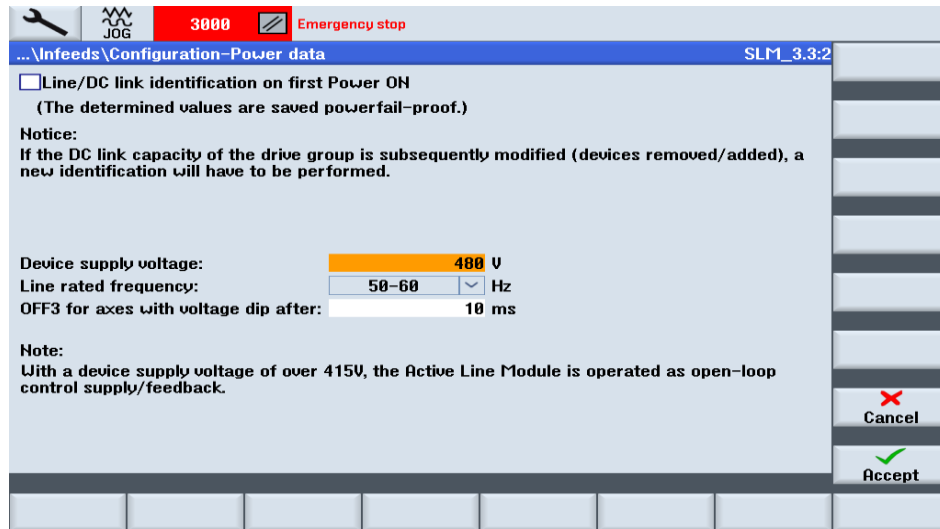 JOG
3000
Emergency stop
...\Infeeds\Configuration-Power data
SLM_3.3:2
Line/DC link identification on first Power ON
(The determined values are saved powerfail-proof.)
Notice:
If the DC link capacity of the drive group is subsequently modified (devices removed/added), a
new identification will have to be performed.
Device supply voltage: 480 V
Line rated frequency: 50-60 Hz
OFF3 for axes with voltage dip after: 10 ms
Note:
With a device supply voltage of over 415V, the Active Line Module is operated as open-loop
control supply/feedback.
Cancel
Accept